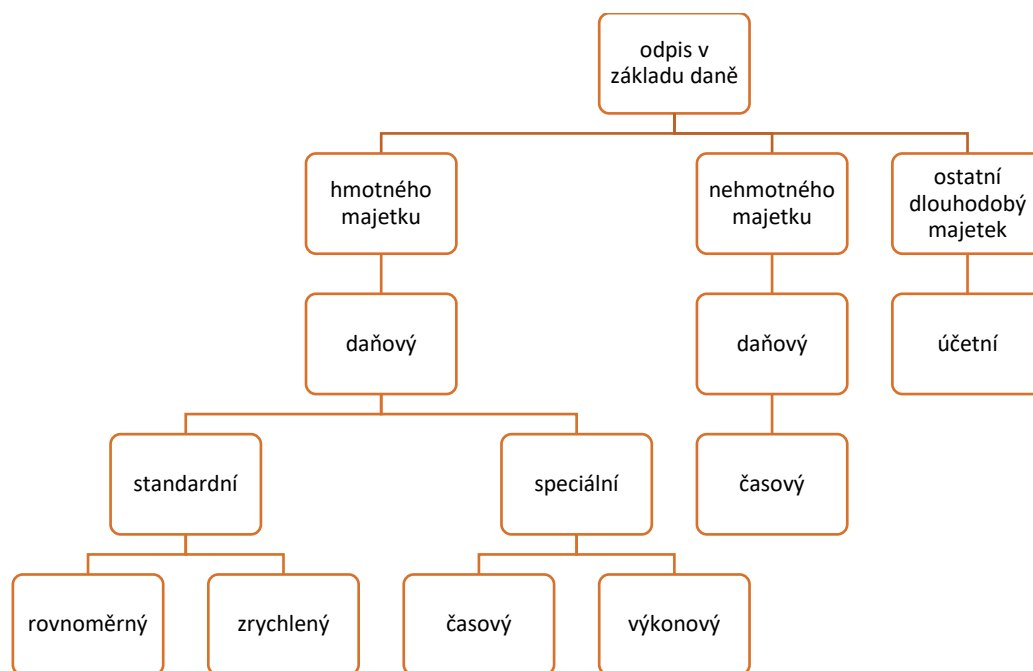 odpis v
základu daně
hmotného
majetku
nehmotného
majetku
ostatní
dlouhodobý
majetek
daňový
daňový
účetní
standardní
speciální
časový
rovnoměrný
zrychlený
časový
výkonový